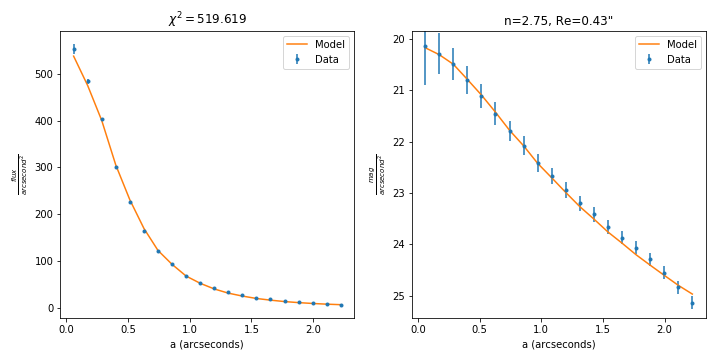 χ² = 519.619
flux
arcsecond²
500
400
300
200
100
0
0.0 0.5 1.0 1.5 2.0
a (arcseconds)
Model
Data
n=2.75, Re=0.43"
mag
arcsecond²
20
21
22
23
24
25
0.0 0.5 1.0 1.5 2.0
a (arcseconds)
Model
Data